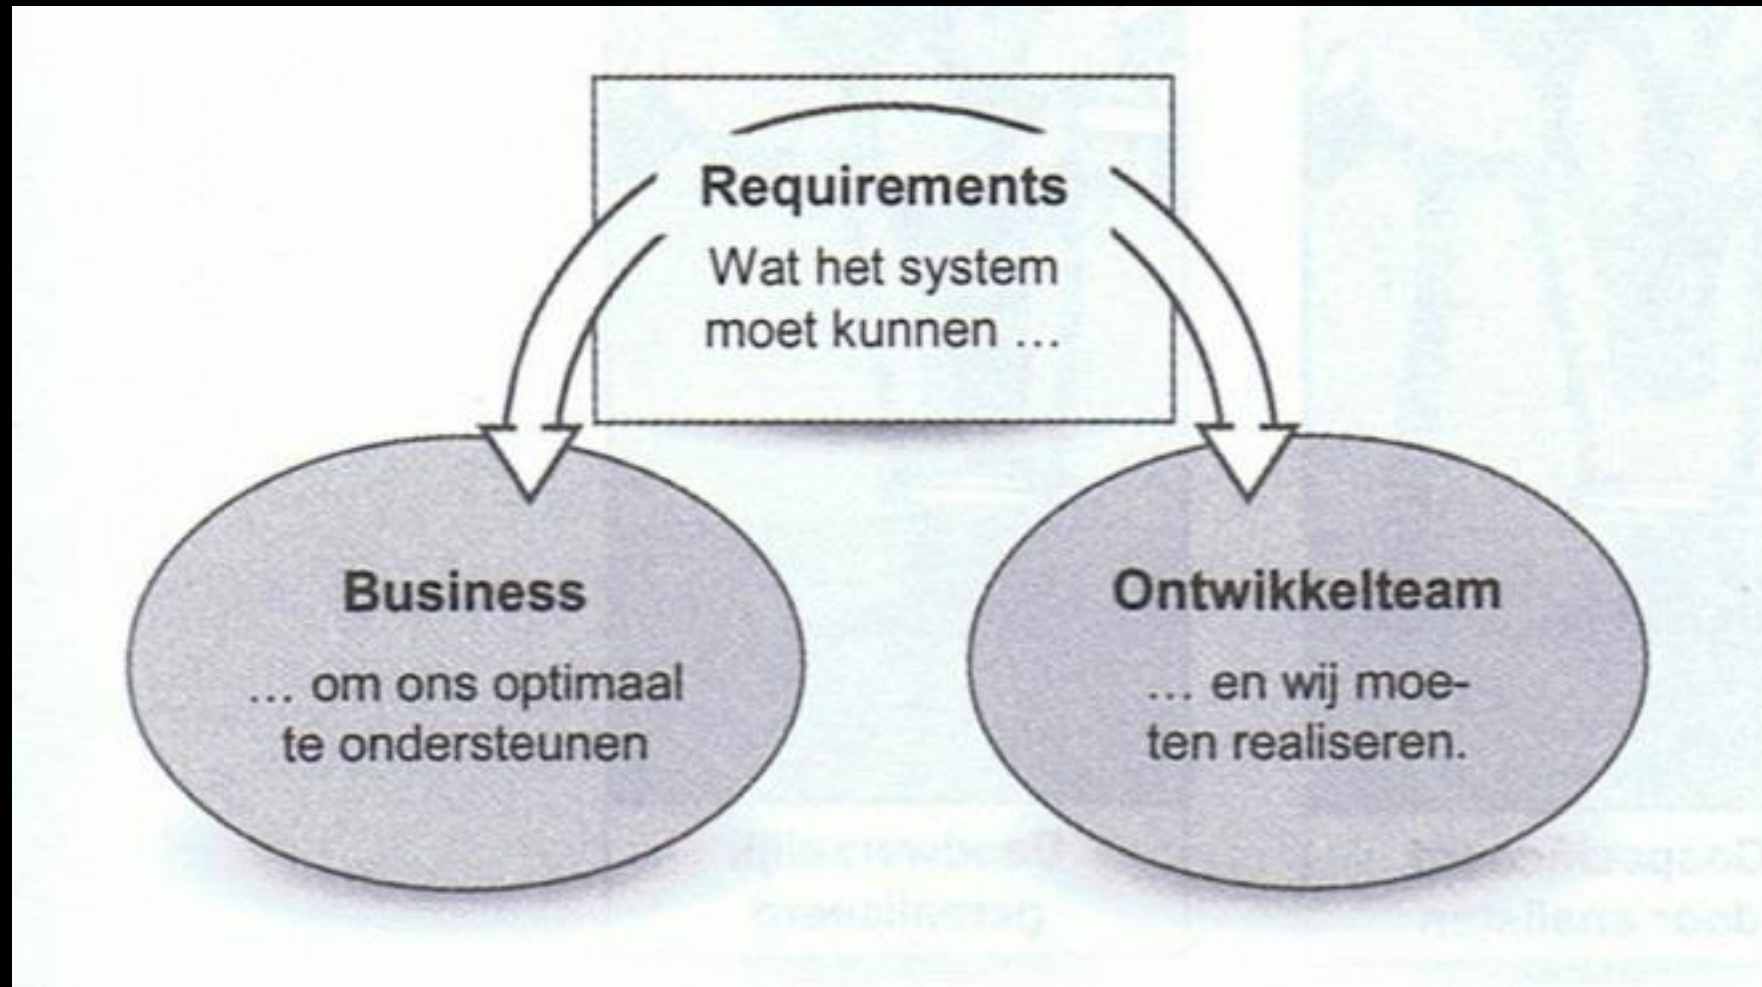 Requirements
Wat het system
moet kunnen ...
Business
... om ons optimaal
te ondersteunen
Ontwikkelteam
... en wij moe-
ten realiseren.